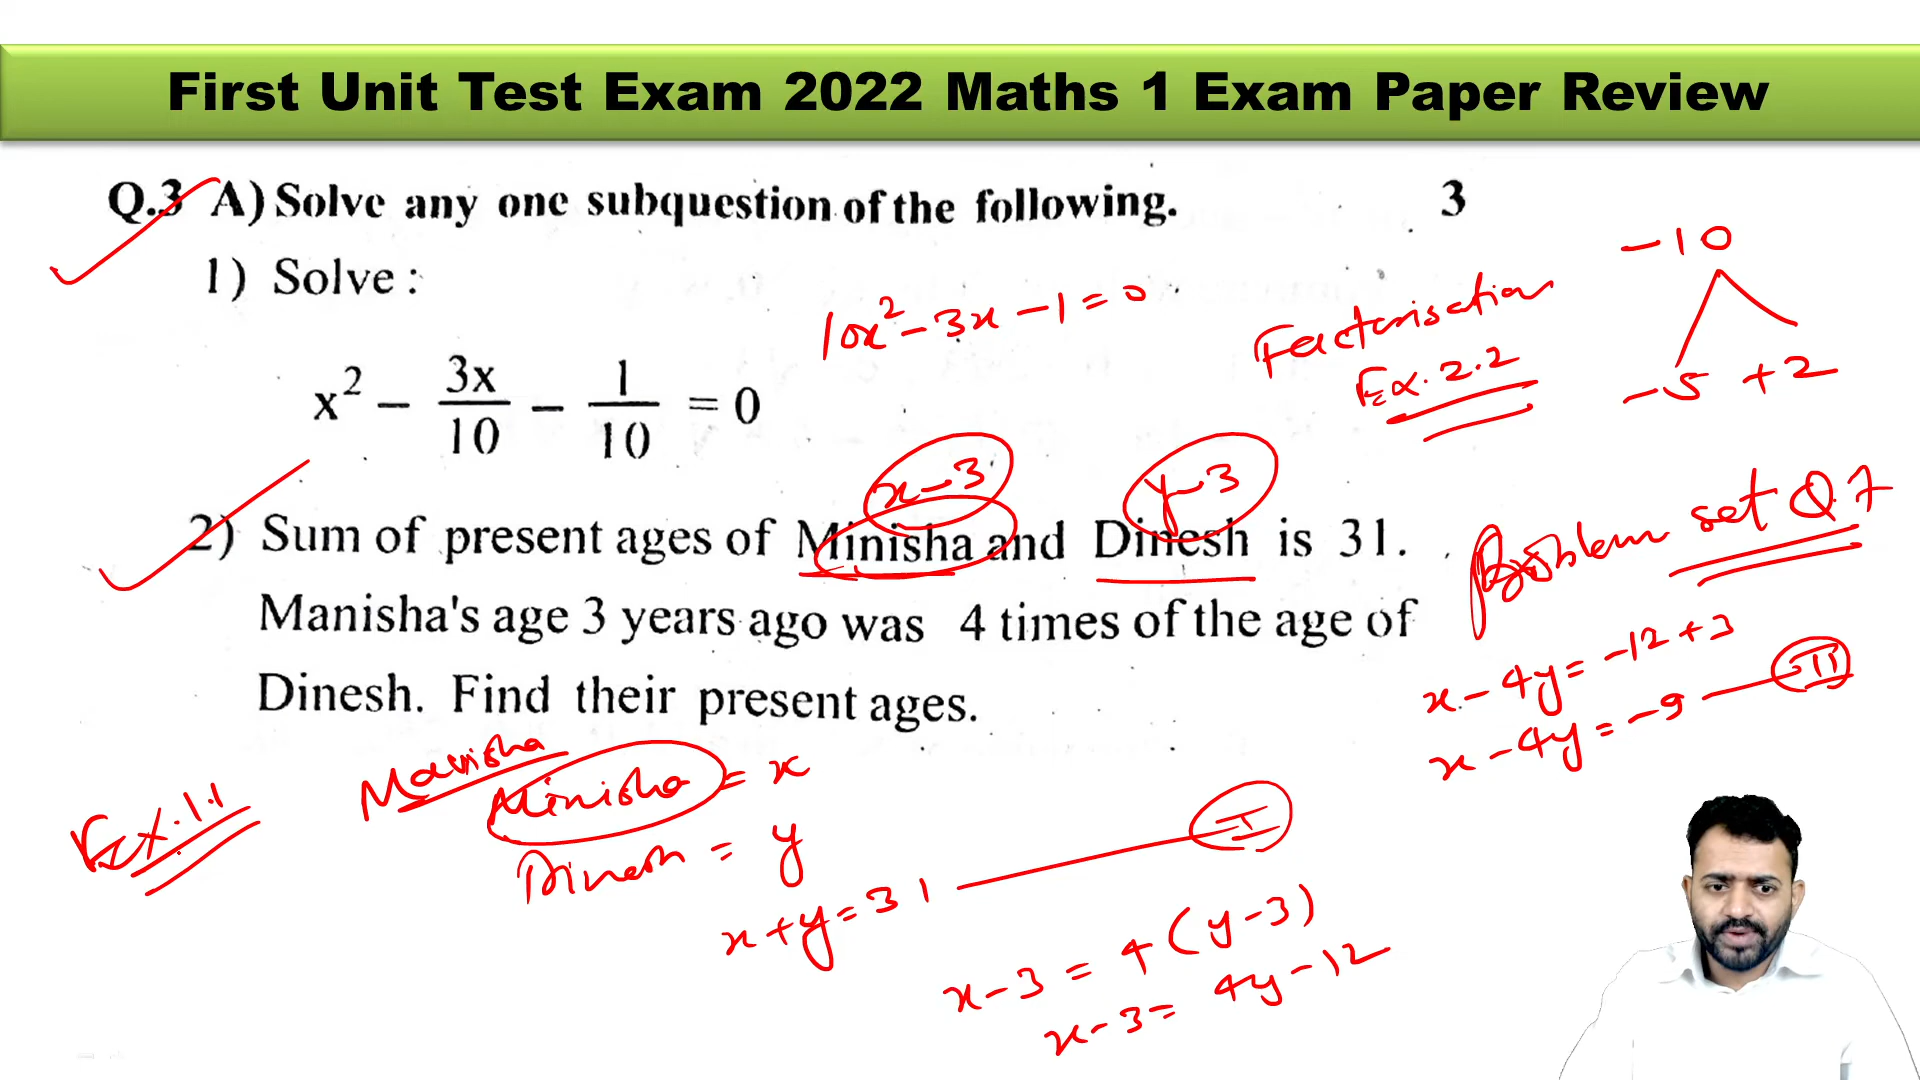 First Unit Test Exam 2022 Maths 1 Exam Paper Review
Q.3 A) Solve any one subquestion of the following. 3
1) Solve :
x² − 3x/10 − 1/10 = 0
10x² − 3x − 1 = 0
Factorisation
Ex. 2.2
−10
−5 +2
x−3
y−3
2) Sum of present ages of Minisha and Dinesh is 31.
Manisha's age 3 years ago was 4 times of the age of
Dinesh. Find their present ages.
Problem set Q 7
x − 4y = −12 + 3
x − 4y = −9 II
Ex. 1.1
Manisha
Minisha = x
Dinesh = y
x + y = 31 I
x − 3 = 4 (y − 3)
x − 3 = 4y − 12